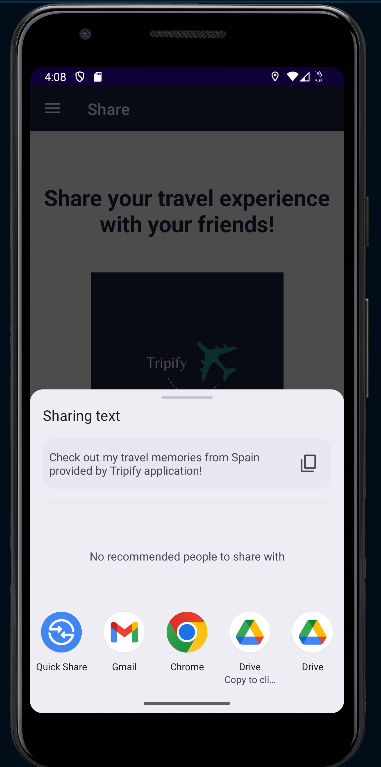 4:08
Share
Share your travel experience
with your friends!
Tripify
Sharing text
Check out my travel memories from Spain
provided by Tripify application!
No recommended people to share with
Quick Share
Gmail
Chrome
Drive
Copy to cli...
Drive